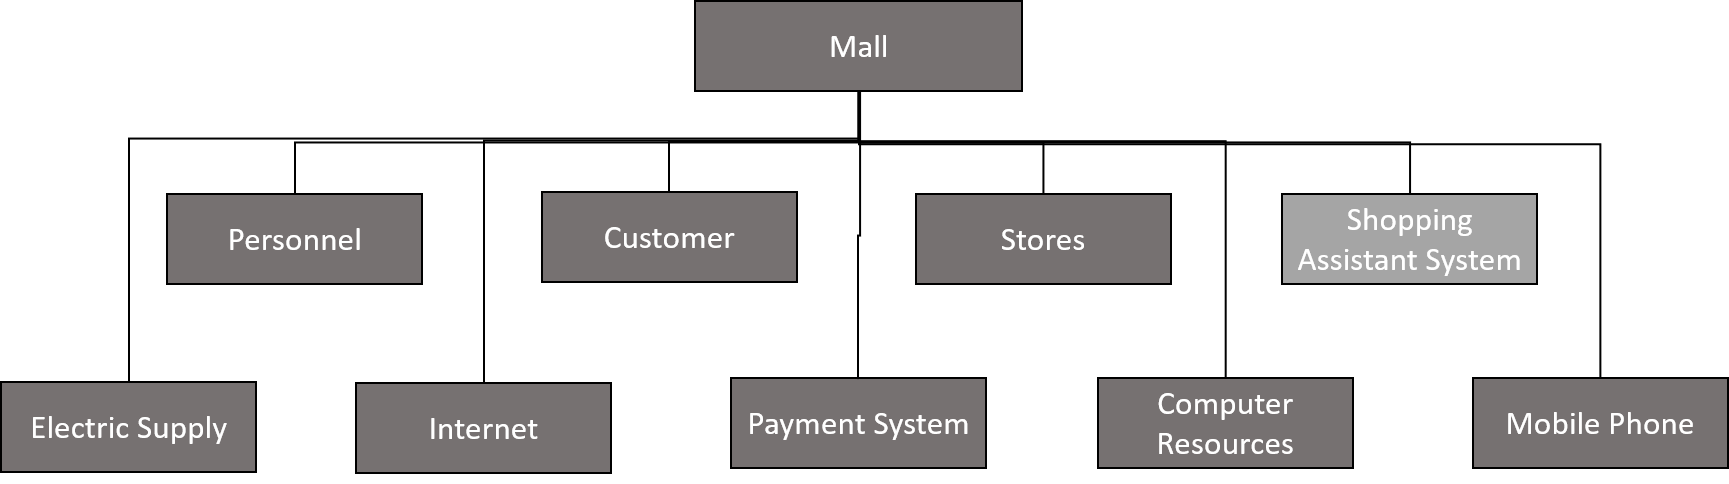 Mall
Personnel
Customer
Stores
Shopping
Assistant System
Electric Supply
Internet
Payment System
Computer
Resources
Mobile Phone